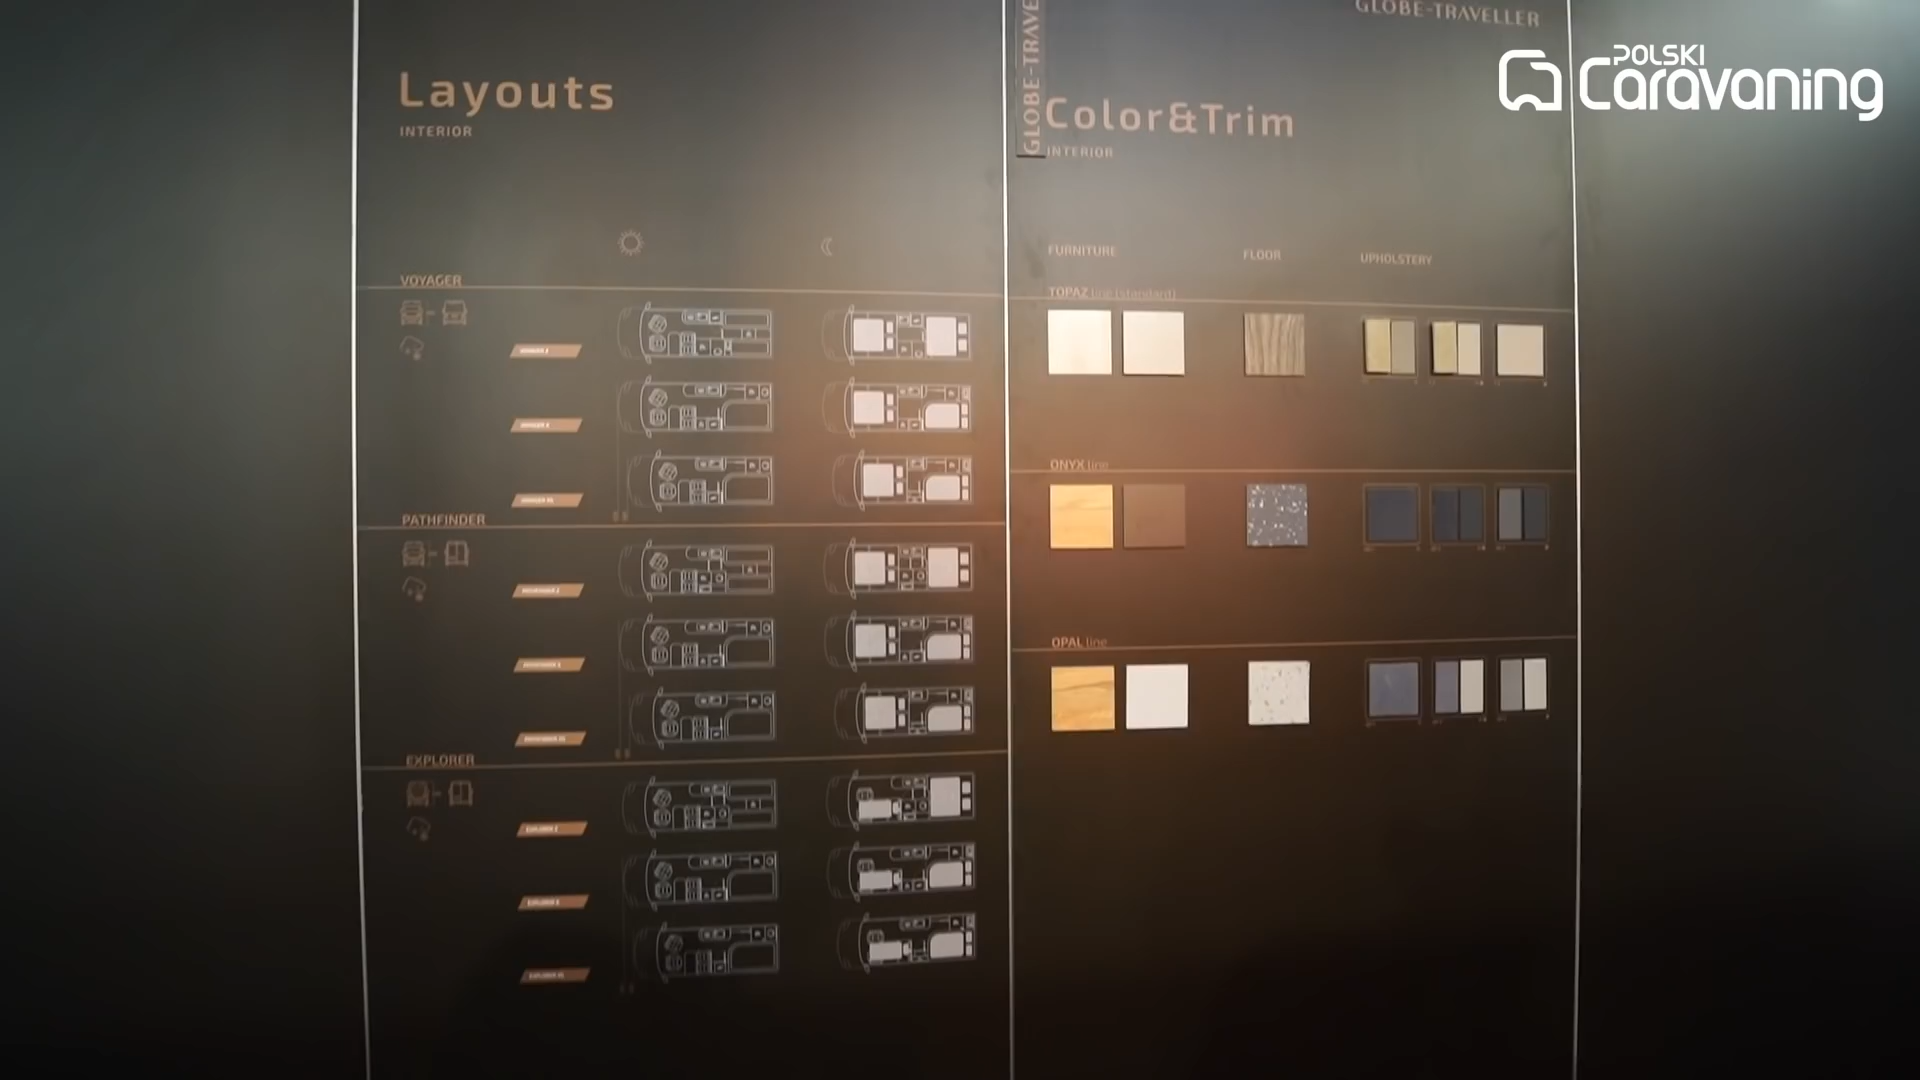 GLOBE-TRAVELLER
POLSKI
Caravaning
Layouts
INTERIOR
VOYAGER
PATHFINDER
EXPLORER
GLOBE-TRAVE
Color&Trim
INTERIOR
FURNITURE
FLOOR
UPHOLSTERY
TOPAZ line (standard)
ONYX line
OPAL line